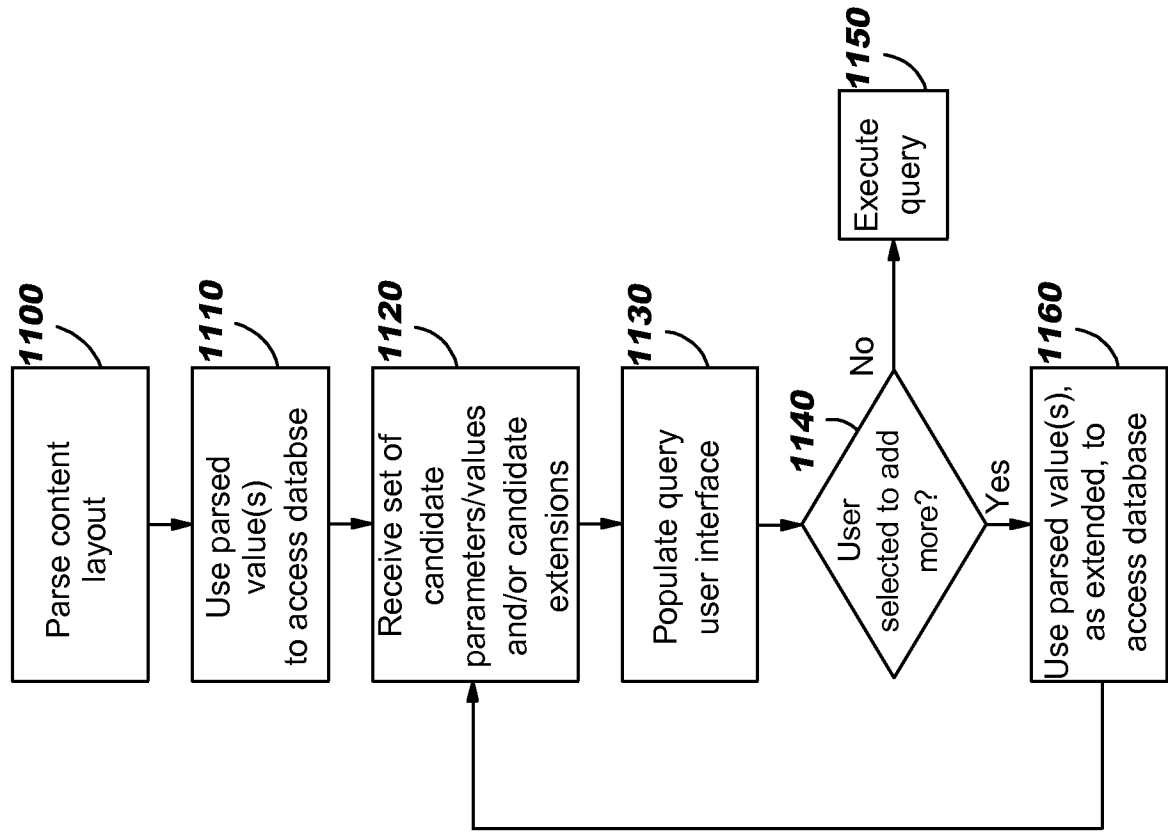 1100
Parse content
layout
1110
Use parsed
value(s)
to access databse
1120
Receive set of
candidate
parameters/values
and/or candidate
extensions
1130
Populate query
user interface
1140
User
selected to add
more?
No
1150
Execute
query
Yes
1160
Use parsed value(s),
as extended, to
access database